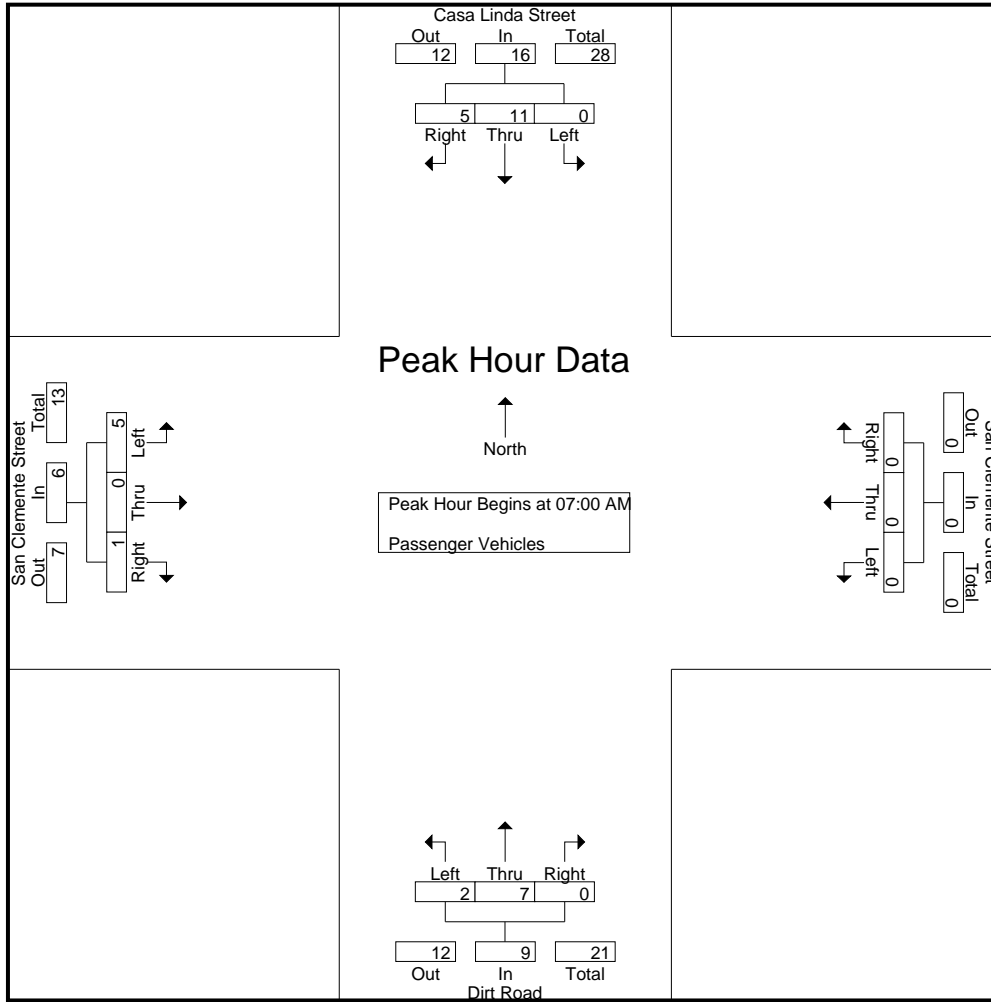 Casa Linda Street
Out In Total
12 16 28
5 11 0
Right Thru Left
Peak Hour Data
North
Peak Hour Begins at 07:00 AM
Passenger Vehicles
San Clemente Street
Total In Out
13 6 7
5 0 1
Left Thru Right
Right Thru Left
0 0 0
Out In Total
0 0 0
San Clemente Street
Left Thru Right
2 7 0
12 9 21
Out In Total
Dirt Road